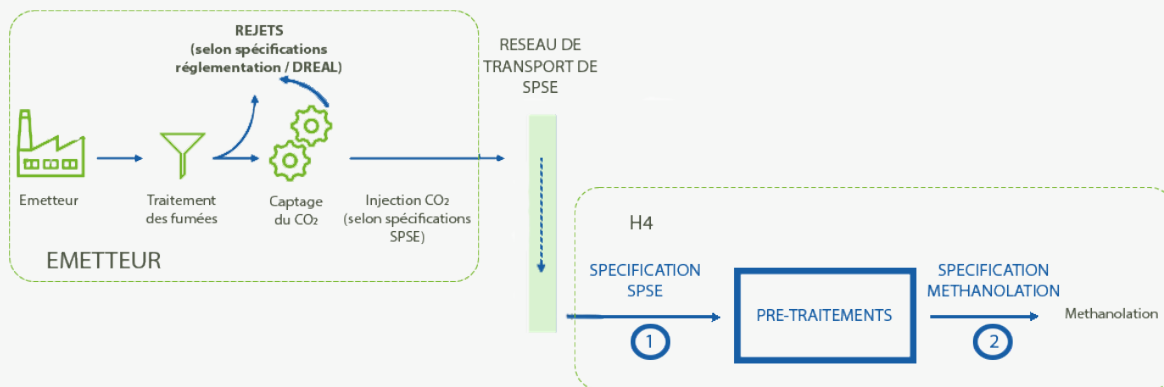 REJETS
(selon spécifications
réglementation / DREAL)
RESEAU DE
TRANSPORT DE
SPSE
Emetteur
Traitement
des fumées
Captage
du CO₂
Injection CO₂
(selon spécifications
SPSE)
EMETTEUR
H4
SPECIFICATION
SPSE
1
PRE-TRAITEMENTS
SPECIFICATION
METHANOLATION
2
Methanolation